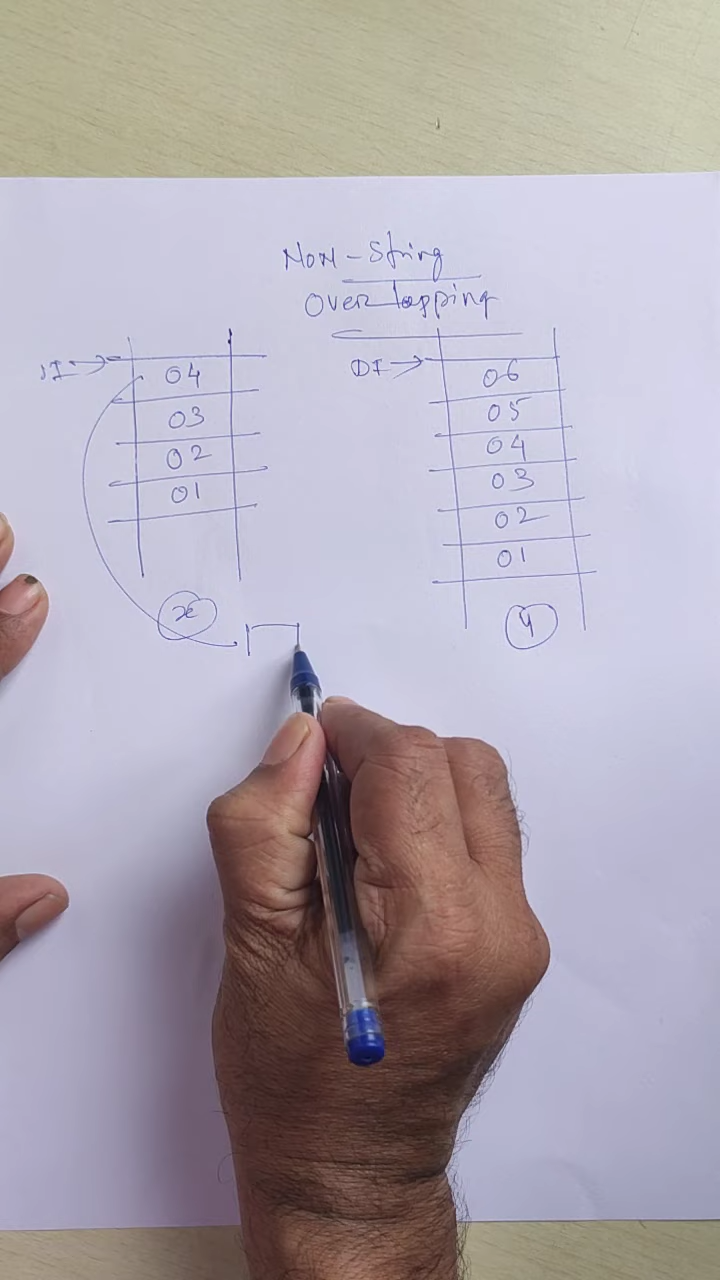 Non-String
Overlapping
SI→
04
03
02
01
x
DI→
06
05
04
03
02
01
y